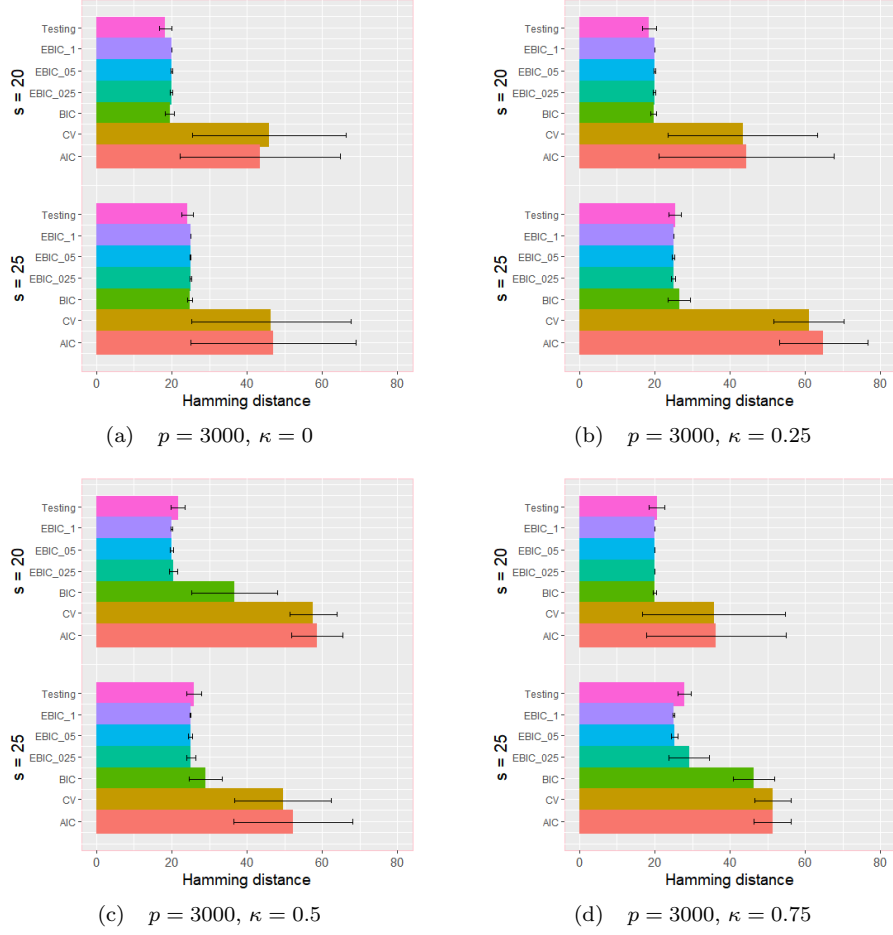 Testing
EBIC_1
EBIC_05
EBIC_025
BIC
CV
AIC
s = 20
Testing
EBIC_1
EBIC_05
EBIC_025
BIC
CV
AIC
s = 25
0 20 40 60 80
Hamming distance
(a) p = 3000, κ = 0
Testing
EBIC_1
EBIC_05
EBIC_025
BIC
CV
AIC
s = 20
Testing
EBIC_1
EBIC_05
EBIC_025
BIC
CV
AIC
s = 25
0 20 40 60 80
Hamming distance
(b) p = 3000, κ = 0.25
Testing
EBIC_1
EBIC_05
EBIC_025
BIC
CV
AIC
s = 20
Testing
EBIC_1
EBIC_05
EBIC_025
BIC
CV
AIC
s = 25
0 20 40 60 80
Hamming distance
(c) p = 3000, κ = 0.5
Testing
EBIC_1
EBIC_05
EBIC_025
BIC
CV
AIC
s = 20
Testing
EBIC_1
EBIC_05
EBIC_025
BIC
CV
AIC
s = 25
0 20 40 60 80
Hamming distance
(d) p = 3000, κ = 0.75